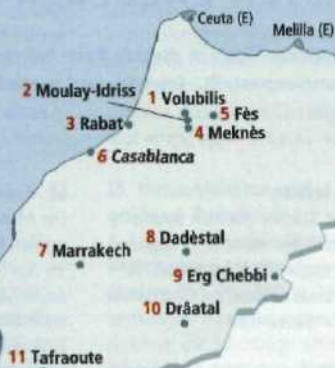 Ceuta (E)
Melilla (E)
2 Moulay-Idriss
1 Volubilis
3 Rabat
5 Fès
4 Meknès
6 Casablanca
7 Marrakech
8 Dadèstal
9 Erg Chebbi
10 Drâatal
11 Tafraoute